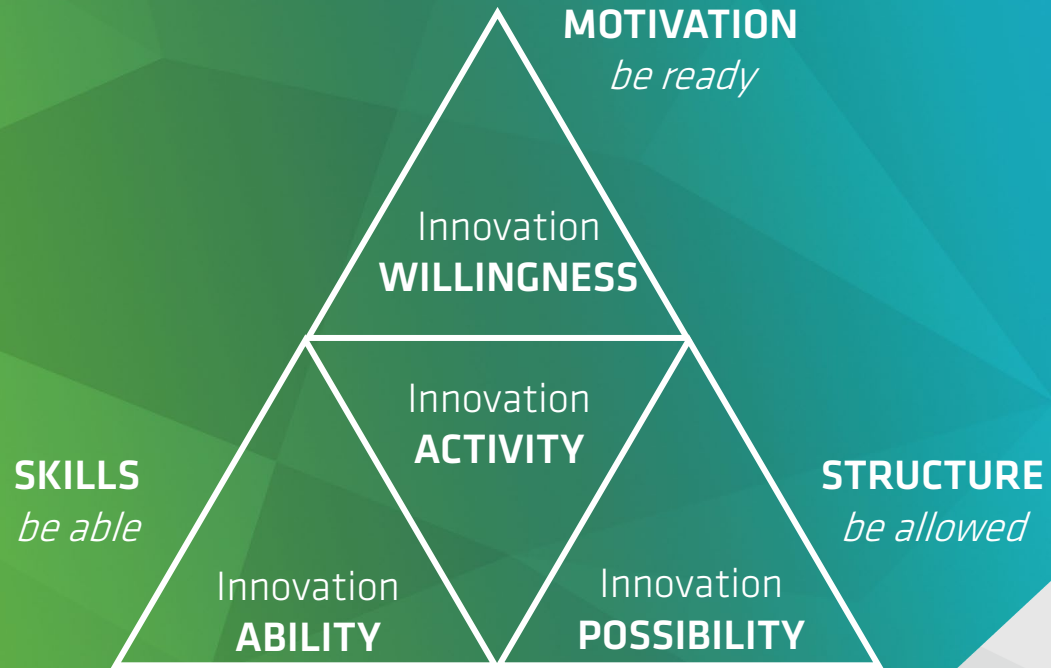 MOTIVATION
be ready
Innovation
WILLINGNESS
Innovation
ACTIVITY
SKILLS
be able
STRUCTURE
be allowed
Innovation
ABILITY
Innovation
POSSIBILITY